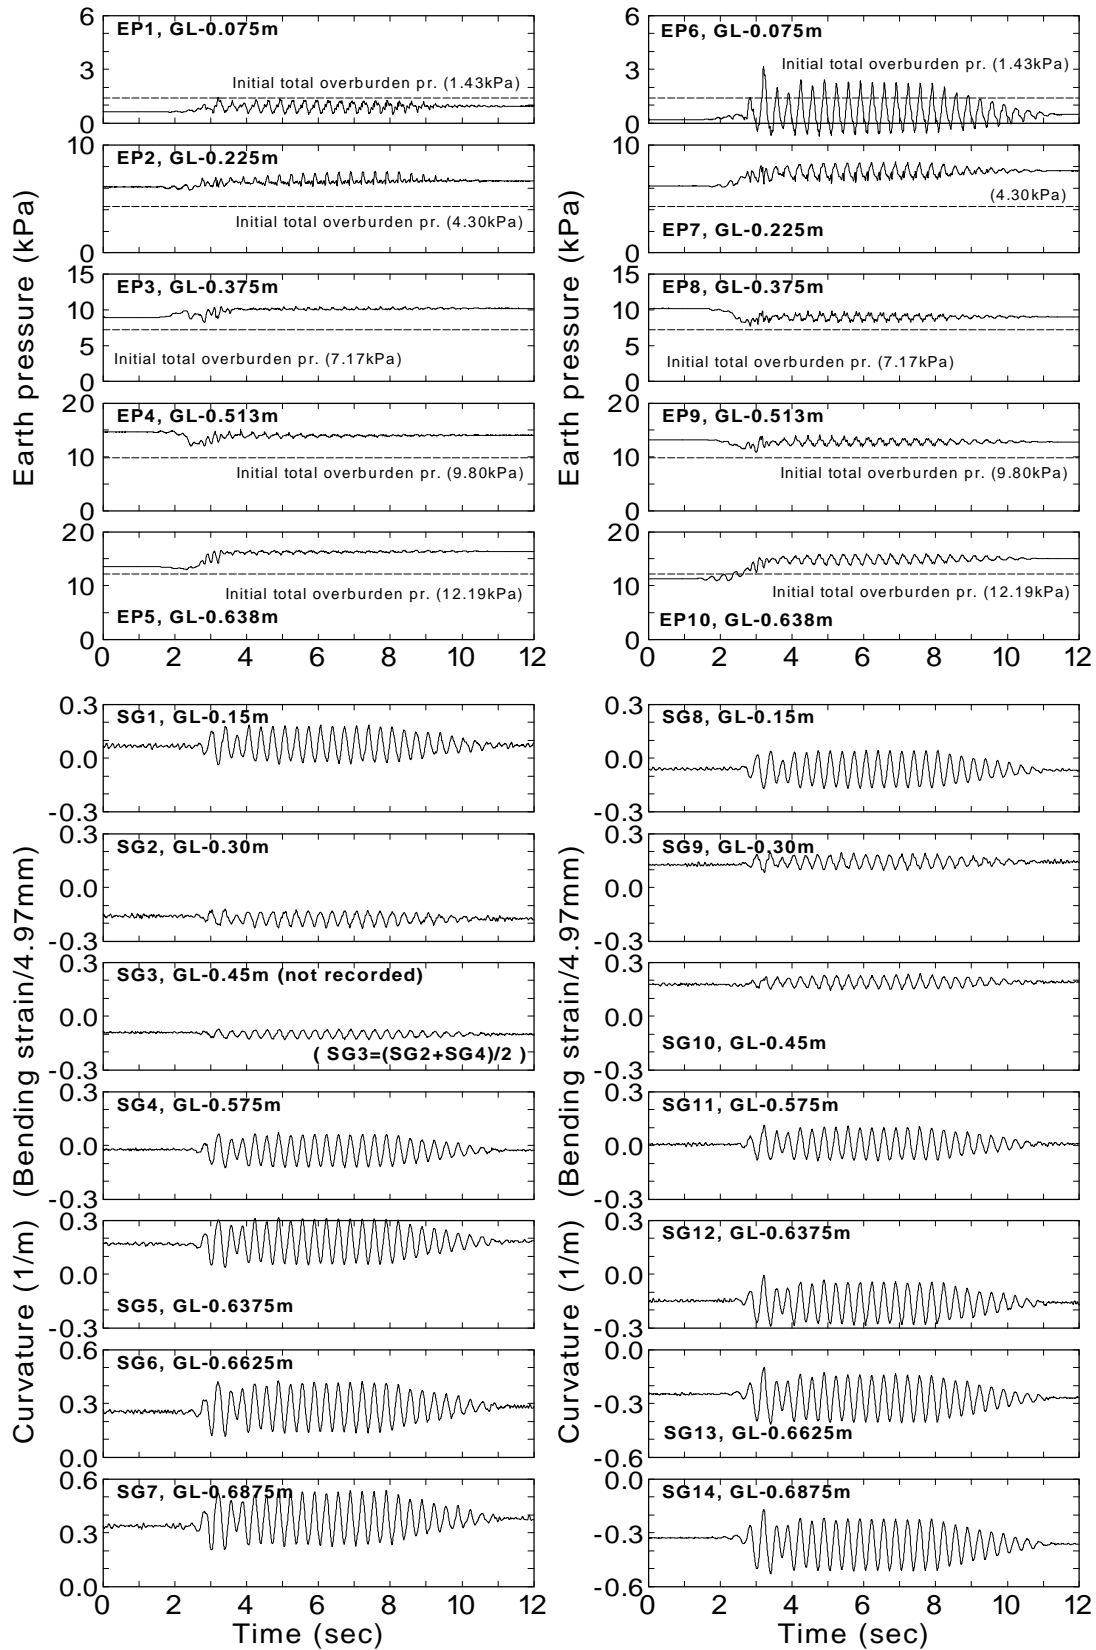 Earth pressure (kPa)
6
3
0
EP1, GL-0.075m
Initial total overburden pr. (1.43kPa)
10
0
EP2, GL-0.225m
Initial total overburden pr. (4.30kPa)
15
10
5
0
EP3, GL-0.375m
Initial total overburden pr. (7.17kPa)
20
10
0
EP4, GL-0.513m
Initial total overburden pr. (9.80kPa)
20
10
0
EP5, GL-0.638m
Initial total overburden pr. (12.19kPa)
0 2 4 6 8 10 12
Earth pressure (kPa)
6
3
0
EP6, GL-0.075m
Initial total overburden pr. (1.43kPa)
10
0
(4.30kPa)
EP7, GL-0.225m
15
10
5
0
EP8, GL-0.375m
Initial total overburden pr. (7.17kPa)
20
10
0
EP9, GL-0.513m
Initial total overburden pr. (9.80kPa)
20
10
0
Initial total overburden pr. (12.19kPa)
EP10, GL-0.638m
0 2 4 6 8 10 12
Curvature (1/m) (Bending strain/4.97mm)
0.3
0.0
-0.3
SG1, GL-0.15m
0.3
0.0
-0.3
SG2, GL-0.30m
0.3
0.0
-0.3
SG3, GL-0.45m (not recorded)
( SG3=(SG2+SG4)/2 )
0.3
0.0
-0.3
SG4, GL-0.575m
0.3
0.0
-0.3
SG5, GL-0.6375m
0.6
0.3
0.0
SG6, GL-0.6625m
0.6
0.3
0.0
SG7, GL-0.6875m
0 2 4 6 8 10 12
Time (sec)
Curvature (1/m) (Bending strain/4.97mm)
0.3
0.0
-0.3
SG8, GL-0.15m
0.3
0.0
-0.3
SG9, GL-0.30m
0.3
0.0
-0.3
SG10, GL-0.45m
0.3
0.0
-0.3
SG11, GL-0.575m
0.3
0.0
-0.3
SG12, GL-0.6375m
0.0
-0.3
-0.6
SG13, GL-0.6625m
0.0
-0.3
-0.6
SG14, GL-0.6875m
0 2 4 6 8 10 12
Time (sec)